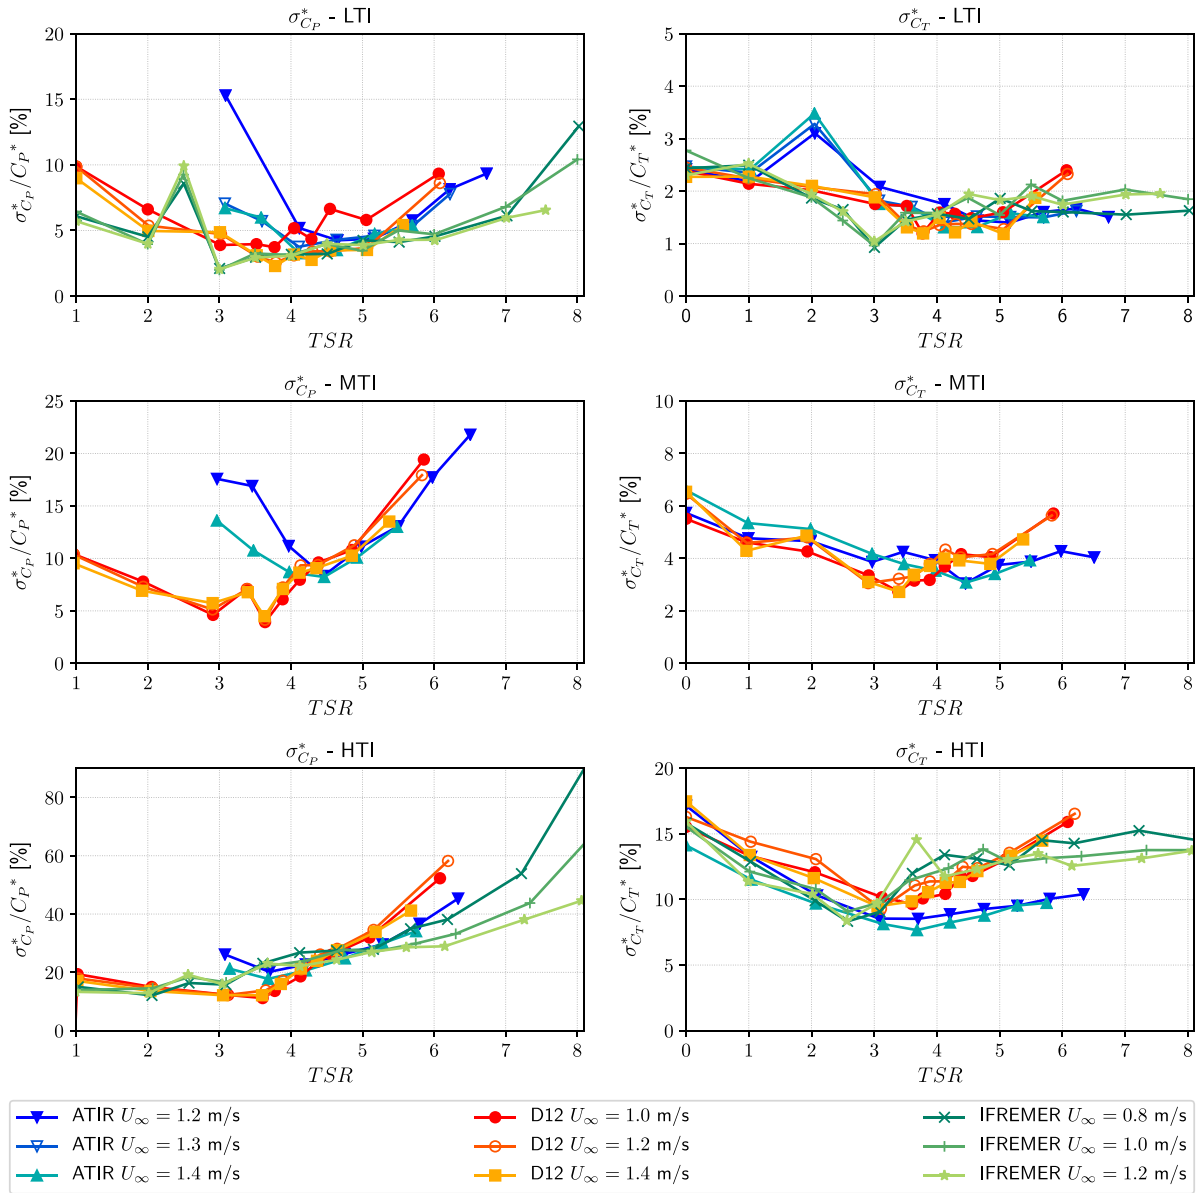 σ*_{C_P} - LTI
20
15
10
5
0
σ*_{C_P}/C_P* [%]
1 2 3 4 5 6 7 8
TSR
σ*_{C_T} - LTI
5
4
3
2
1
0
σ*_{C_T}/C_T* [%]
0 1 2 3 4 5 6 7 8
TSR
σ*_{C_P} - MTI
25
20
15
10
5
0
σ*_{C_P}/C_P* [%]
1 2 3 4 5 6 7 8
TSR
σ*_{C_T} - MTI
10
8
6
4
2
0
σ*_{C_T}/C_T* [%]
0 1 2 3 4 5 6 7 8
TSR
σ*_{C_P} - HTI
80
60
40
20
0
σ*_{C_P}/C_P* [%]
1 2 3 4 5 6 7 8
TSR
σ*_{C_T} - HTI
20
15
10
5
0
σ*_{C_T}/C_T* [%]
0 1 2 3 4 5 6 7 8
TSR
ATIR U∞ = 1.2 m/s
ATIR U∞ = 1.3 m/s
ATIR U∞ = 1.4 m/s
D12 U∞ = 1.0 m/s
D12 U∞ = 1.2 m/s
D12 U∞ = 1.4 m/s
IFREMER U∞ = 0.8 m/s
IFREMER U∞ = 1.0 m/s
IFREMER U∞ = 1.2 m/s